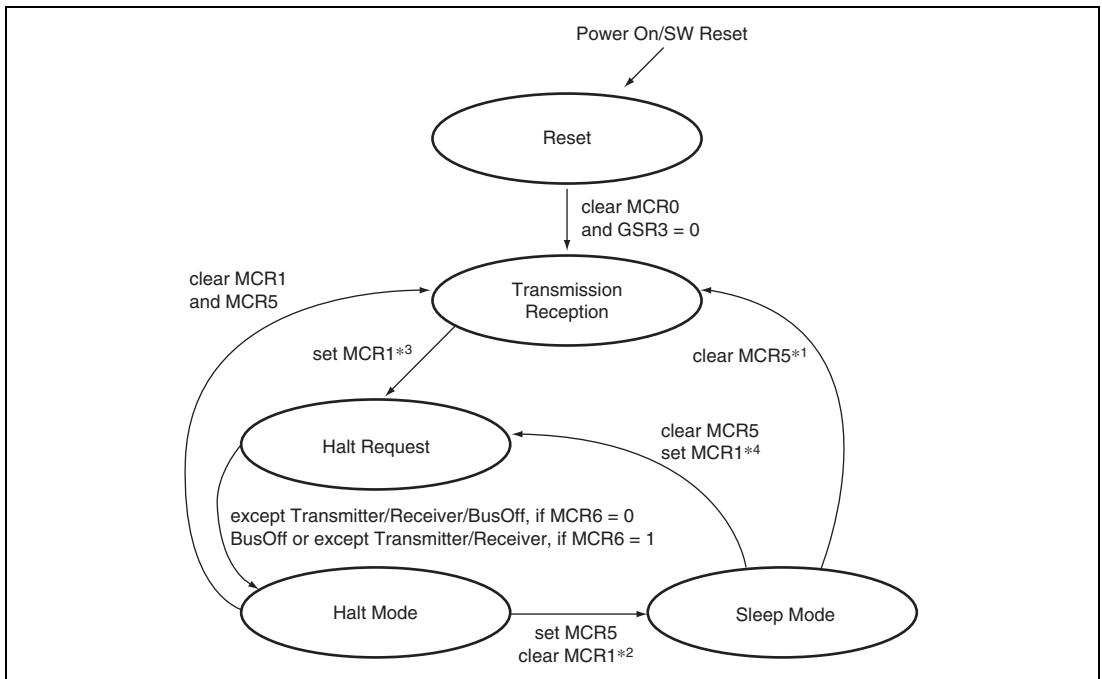 Power On/SW Reset
Reset
clear MCR0
and GSR3 = 0
clear MCR1
and MCR5
Transmission
Reception
set MCR1*3
clear MCR5*1
Halt Request
clear MCR5
set MCR1*4
except Transmitter/Receiver/BusOff, if MCR6 = 0
BusOff or except Transmitter/Receiver, if MCR6 = 1
Halt Mode
Sleep Mode
set MCR5
clear MCR1*2